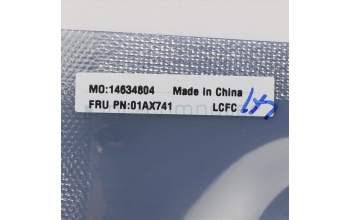 MO:14634604 Made in China
FRU PN:01AX741 LCFC